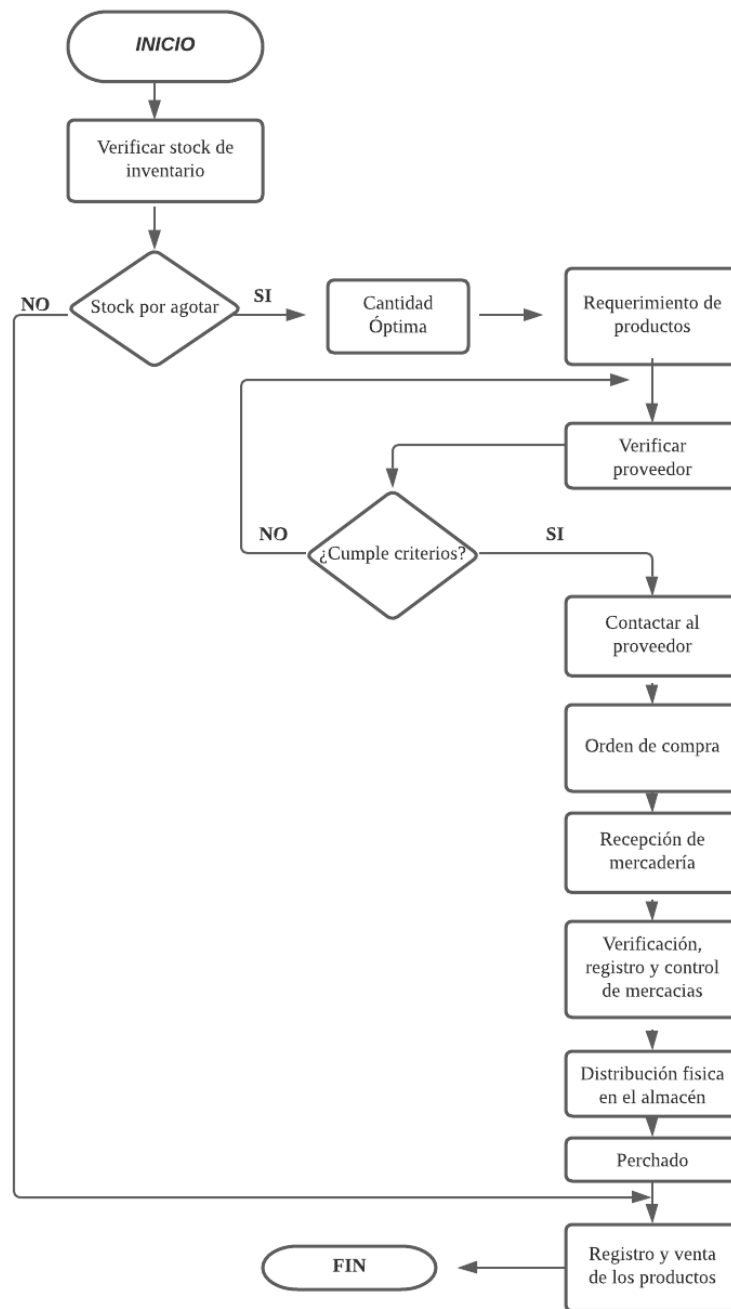 INICIO
Verificar stock de
inventario
Stock por agotar
NO
SI
Cantidad
Óptima
Requerimiento de
productos
Verificar
proveedor
¿Cumple criterios?
NO
SI
Contactar al
proveedor
Orden de compra
Recepción de
mercadería
Verificación,
registro y control
de mercacias
Distribución fisica
en el almacén
Perchado
Registro y venta
de los productos
FIN